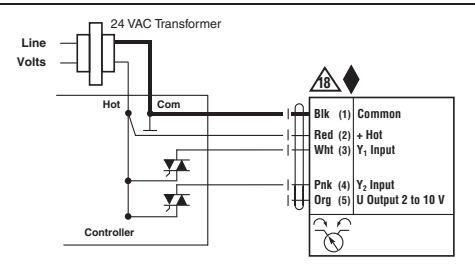 24 VAC Transformer
Line
Volts
18
Hot Com
Blk (1) Common
Red (2) + Hot
Wht (3) Y₁ Input
Pnk (4) Y₂ Input
Org (5) U Output 2 to 10 V
Controller